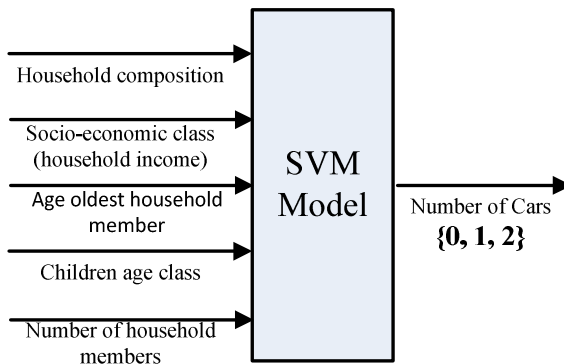 Household composition
Socio-economic class
(household income)
Age oldest household
member
Children age class
Number of household
members
SVM
Model
Number of Cars
{0, 1, 2}